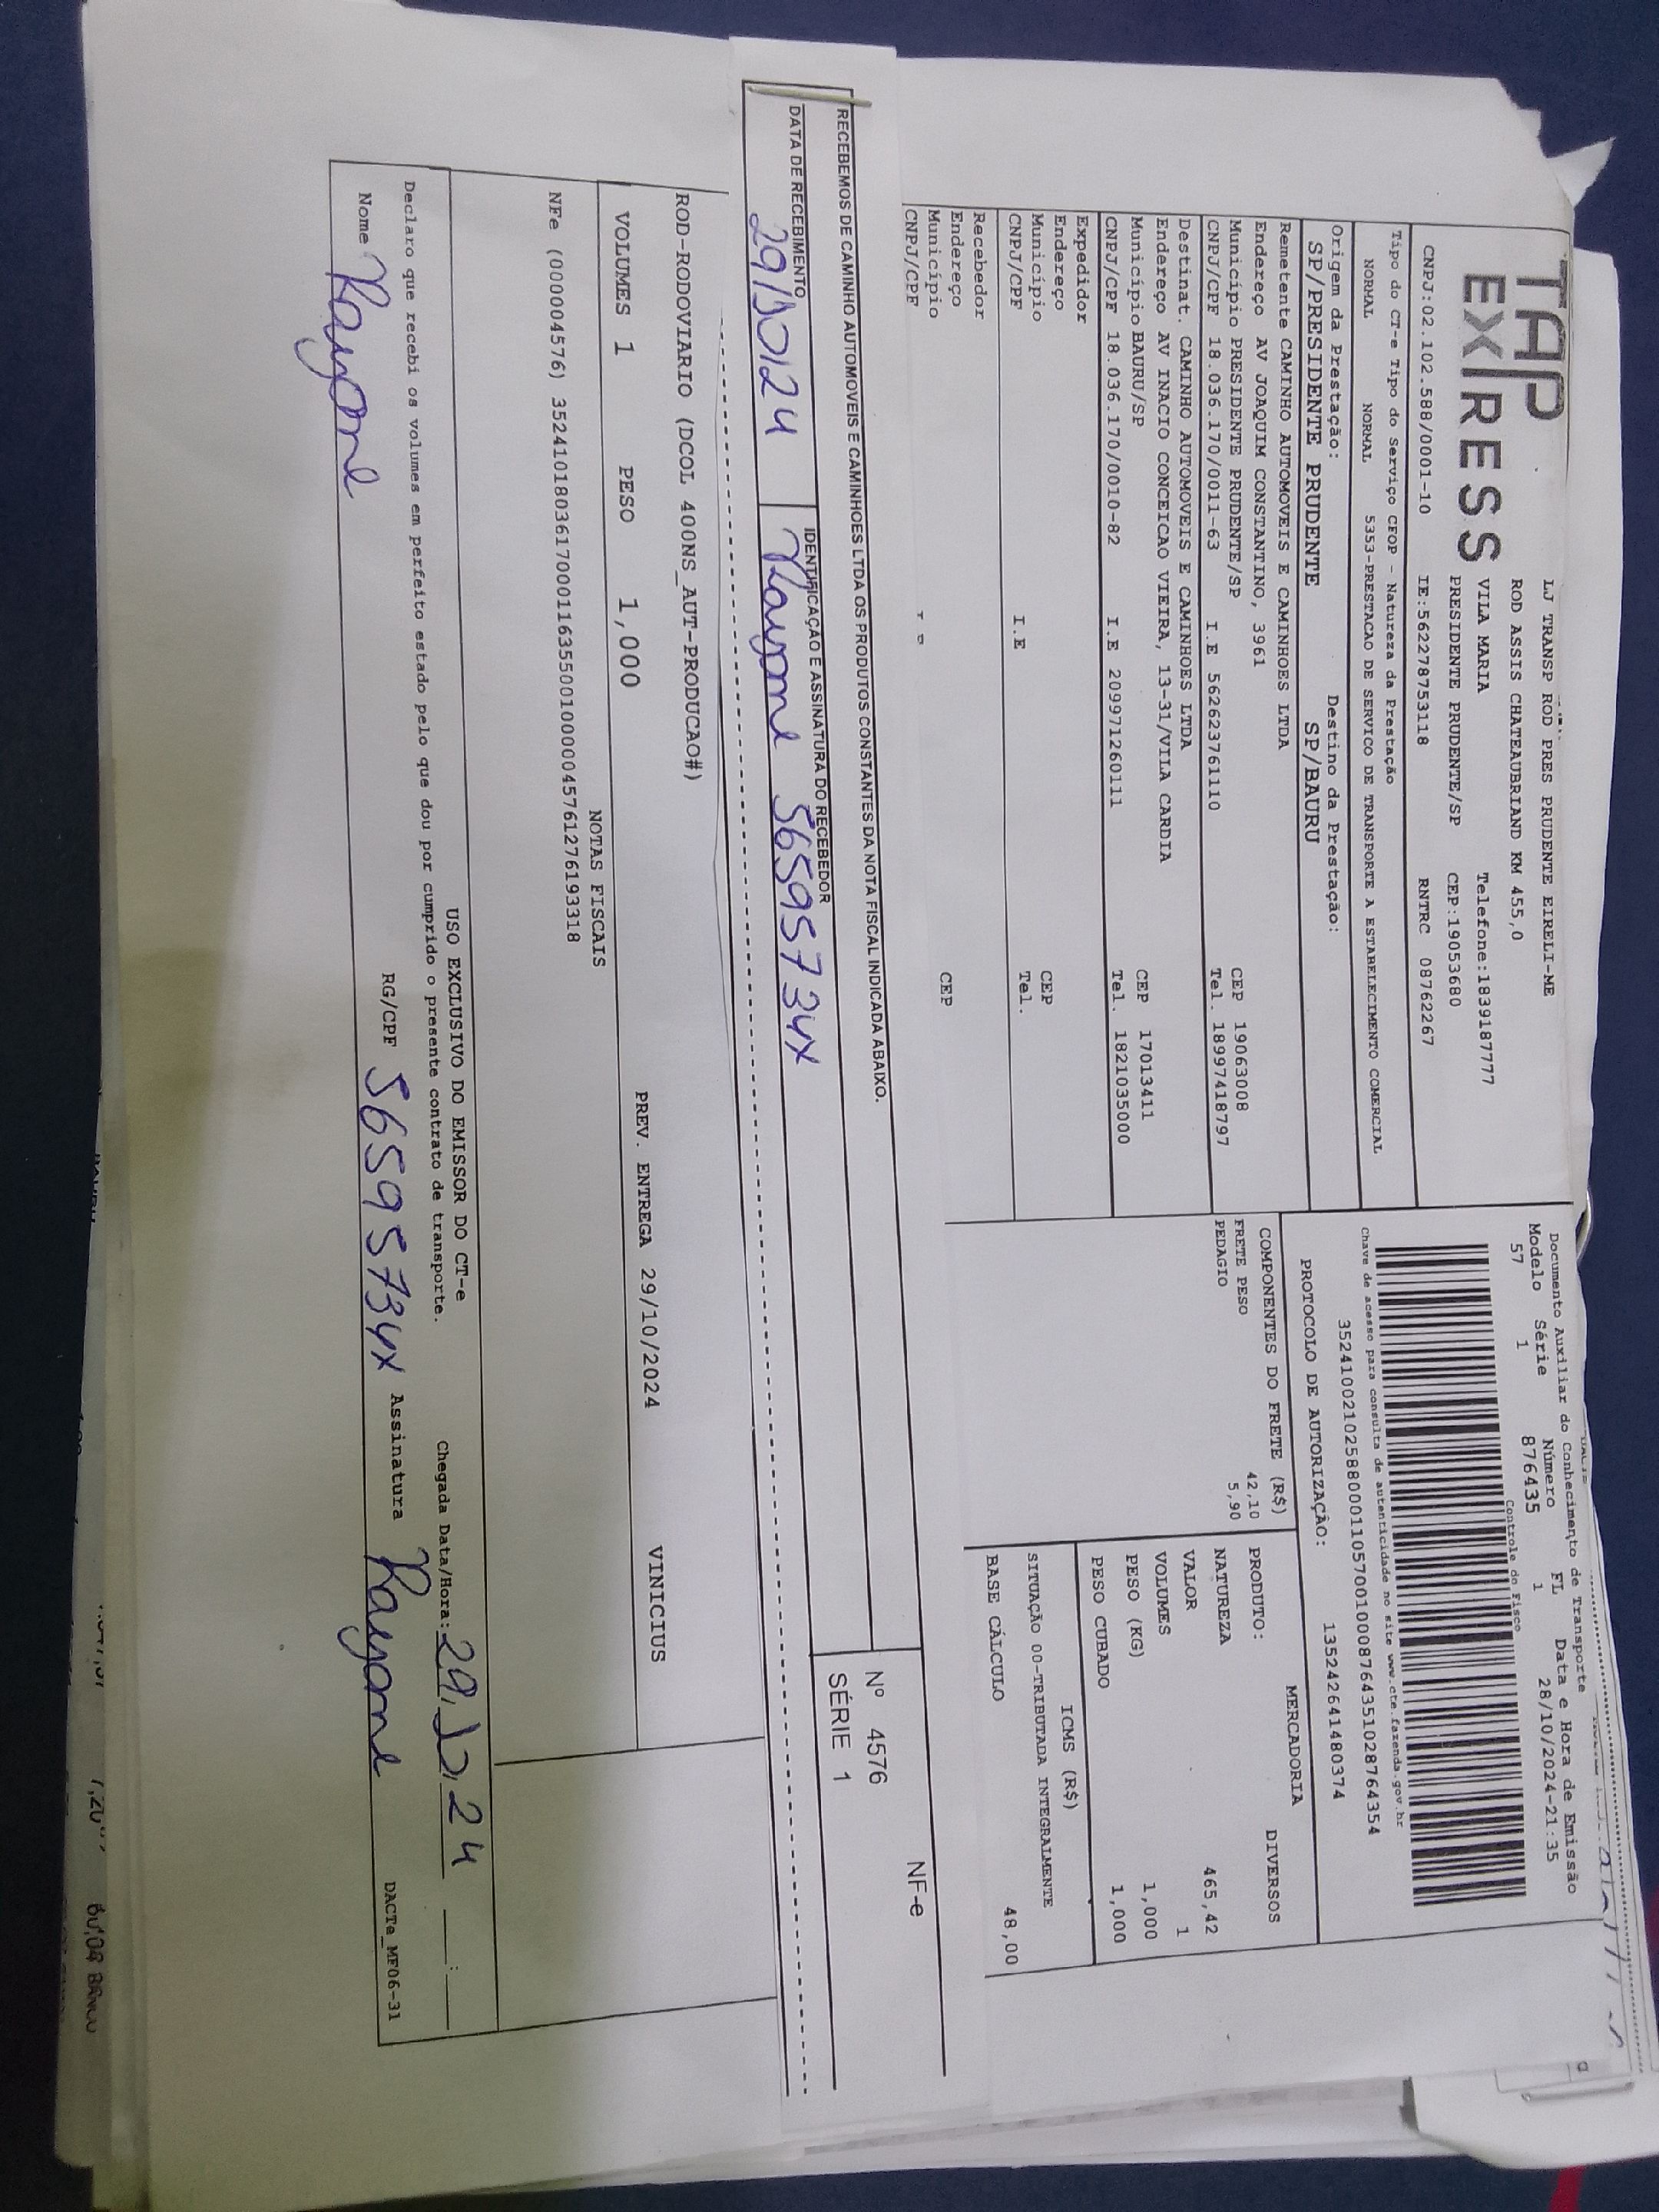 TAP
EXPRESS
LJ TRANSP ROD PRES PRUDENTE EIRELI-ME
ROD ASSIS CHATEAUBRIAND KM 455,0
VILA MARIA Telefone:1839187777
PRESIDENTE PRUDENTE/SP CEP:19053680
CNPJ:02.102.588/0001-10 IE:562278753118 RNTRC 08762267
Tipo do CT-e Tipo do Serviço CFOP - Natureza da Prestação
NORMAL NORMAL 5353-PRESTACAO DE SERVICO DE TRANSPORTE A ESTABELECIMENTO COMERCIAL
Origem da Prestação: Destino da Prestação:
SP/PRESIDENTE PRUDENTE SP/BAURU
Remetente CAMINHO AUTOMOVEIS E CAMINHOES LTDA
Endereço AV JOAQUIM CONSTANTINO, 3961
Município PRESIDENTE PRUDENTE/SP CEP 19063008
CNPJ/CPF 18.036.170/0011-63 I.E 562623761110 Tel. 18997418797
Destinat. CAMINHO AUTOMOVEIS E CAMINHOES LTDA
Endereço AV INACIO CONCEICAO VIEIRA, 13-31/VILA CARDIA
Município BAURU/SP CEP 17013411
CNPJ/CPF 18.036.170/0010-82 I.E 209971260111 Tel. 1821035000
Expedidor
Endereço
Município CEP
CNPJ/CPF I.E Tel.
Recebedor
Endereço
Município CEP
CNPJ/CPF
Documento Auxiliar do Conhecimento de Transporte
Modelo Série Número FL Data e Hora de Emissão
57 1 876435 1 28/10/2024-21:35
Controle do Fisco
Chave de acesso para consulta de autenticidade no site www.cte.fazenda.gov.br
35241002102588000110570010008764351028764354
PROTOCOLO DE AUTORIZAÇÃO: 135242641480374
COMPONENTES DO FRETE (R$)
FRETE PESO 42,10
PEDAGIO 5,90
MERCADORIA
PRODUTO: DIVERSOS
NATUREZA
VALOR 465,42
VOLUMES 1
PESO (KG) 1,000
PESO CUBADO 1,000
ICMS (R$)
SITUAÇÃO 00-TRIBUTADA INTEGRALMENTE
BASE CÁLCULO 48,00
RECEBEMOS DE CAMINHO AUTOMOVEIS E CAMINHOES LTDA OS PRODUTOS CONSTANTES DA NOTA FISCAL INDICADA ABAIXO.
NF-e
DATA DE RECEBIMENTO IDENTIFICAÇÃO E ASSINATURA DO RECEBEDOR
29/10/24 Rayane 56595734x
Nº 4576
SÉRIE 1
ROD-RODOVIARIO (DCOL 400NS_AUT-PRODUCAO#)
VOLUMES 1 PESO 1,000 PREV. ENTREGA 29/10/2024 VINICIUS
NOTAS FISCAIS
NFe (000004576) 35241018036170001163550010000045761276193318
USO EXCLUSIVO DO EMISSOR DO CT-e
Declaro que recebi os volumes em perfeito estado pelo que dou por cumprido o presente contrato de transporte. Chegada Data/Hora: 29.10.24 __:__
Nome Rayane RG/CPF 56595734x Assinatura Rayane DACTe_MF06-31